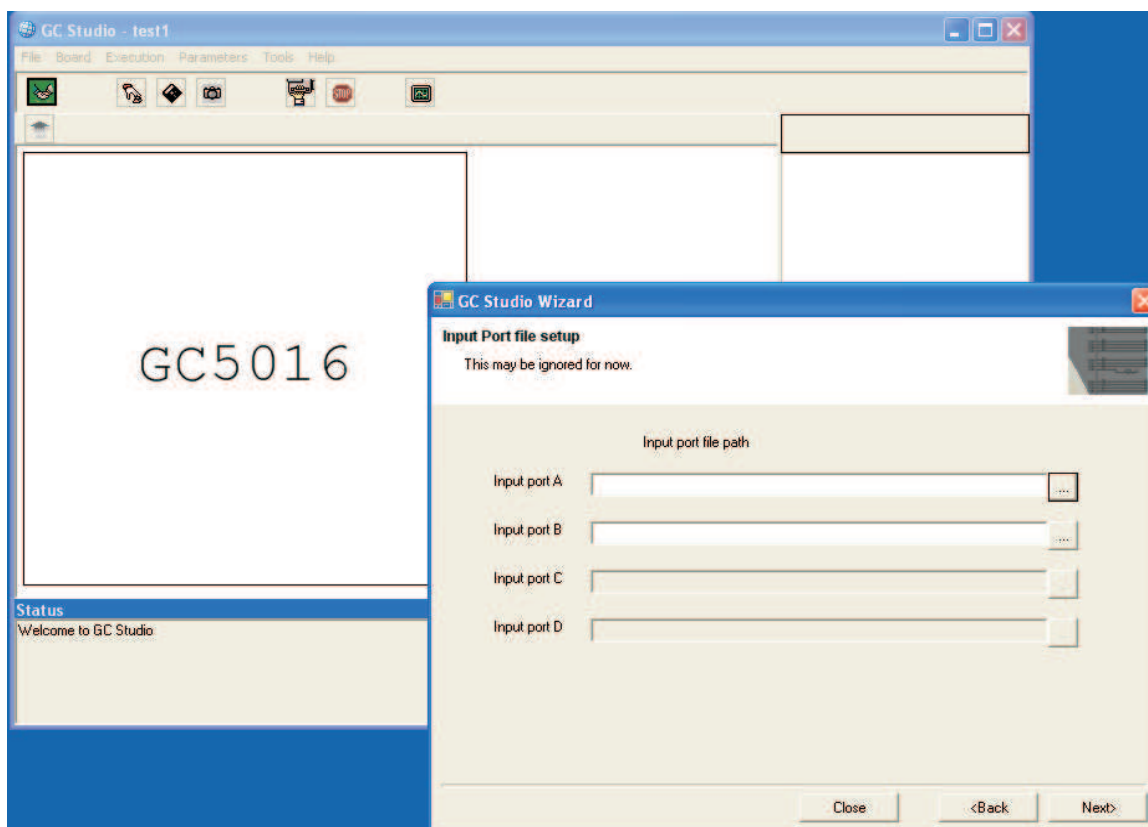 GC Studio - test1
File Board Execution Parameters Tools Help
STOP
GC5016
Status
Welcome to GC Studio
GC Studio Wizard
Input Port file setup
This may be ignored for now.
Input port file path
Input port A
...
Input port B
...
Input port C
Input port D
Close
<Back
Next>